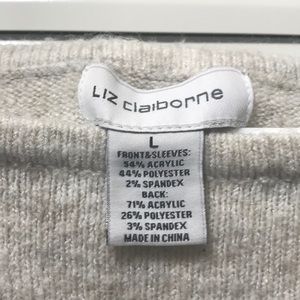 LIZ claiborne
L
FRONT&SLEEVES:
54% ACRYLIC
44% POLYESTER
2% SPANDEX
BACK:
71% ACRYLIC
26% POLYESTER
3% SPANDEX
MADE IN CHINA